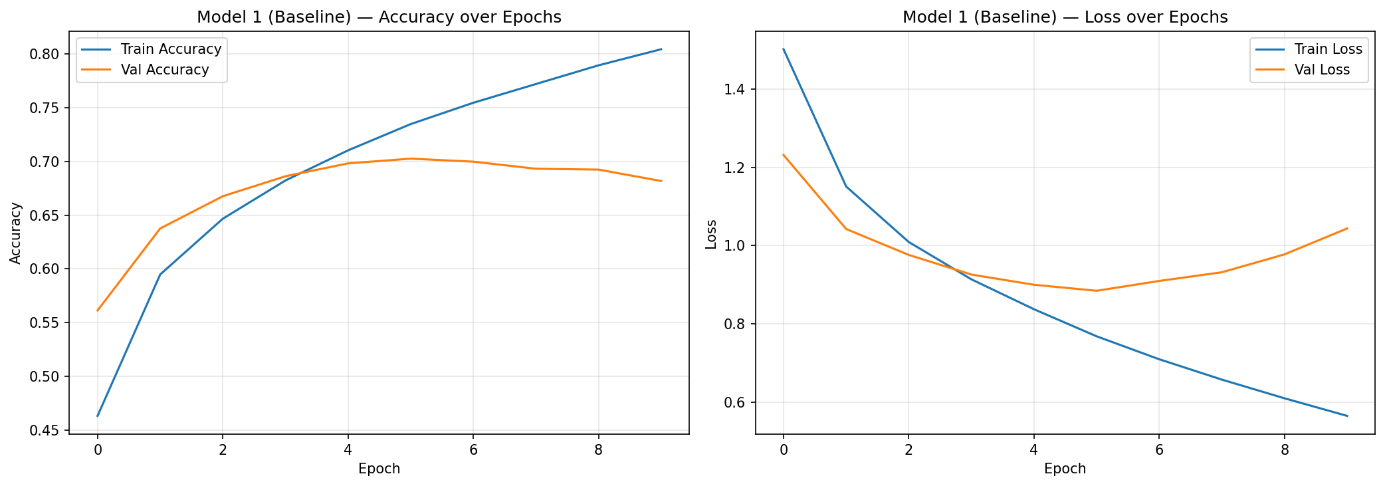 Model 1 (Baseline) — Accuracy over Epochs
Train Accuracy
Val Accuracy
0.80
0.75
0.70
0.65
0.60
0.55
0.50
0.45
Accuracy
0 2 4 6 8
Epoch
Model 1 (Baseline) — Loss over Epochs
Train Loss
Val Loss
1.4
1.2
1.0
0.8
0.6
Loss
0 2 4 6 8
Epoch